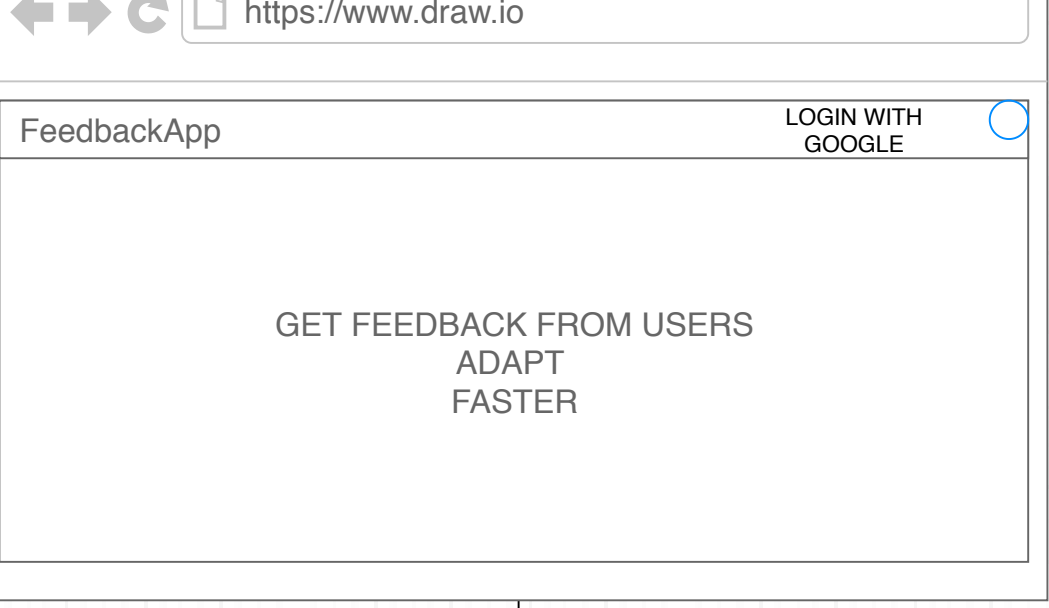 https://www.draw.io
FeedbackApp
LOGIN WITH
GOOGLE
GET FEEDBACK FROM USERS
ADAPT
FASTER